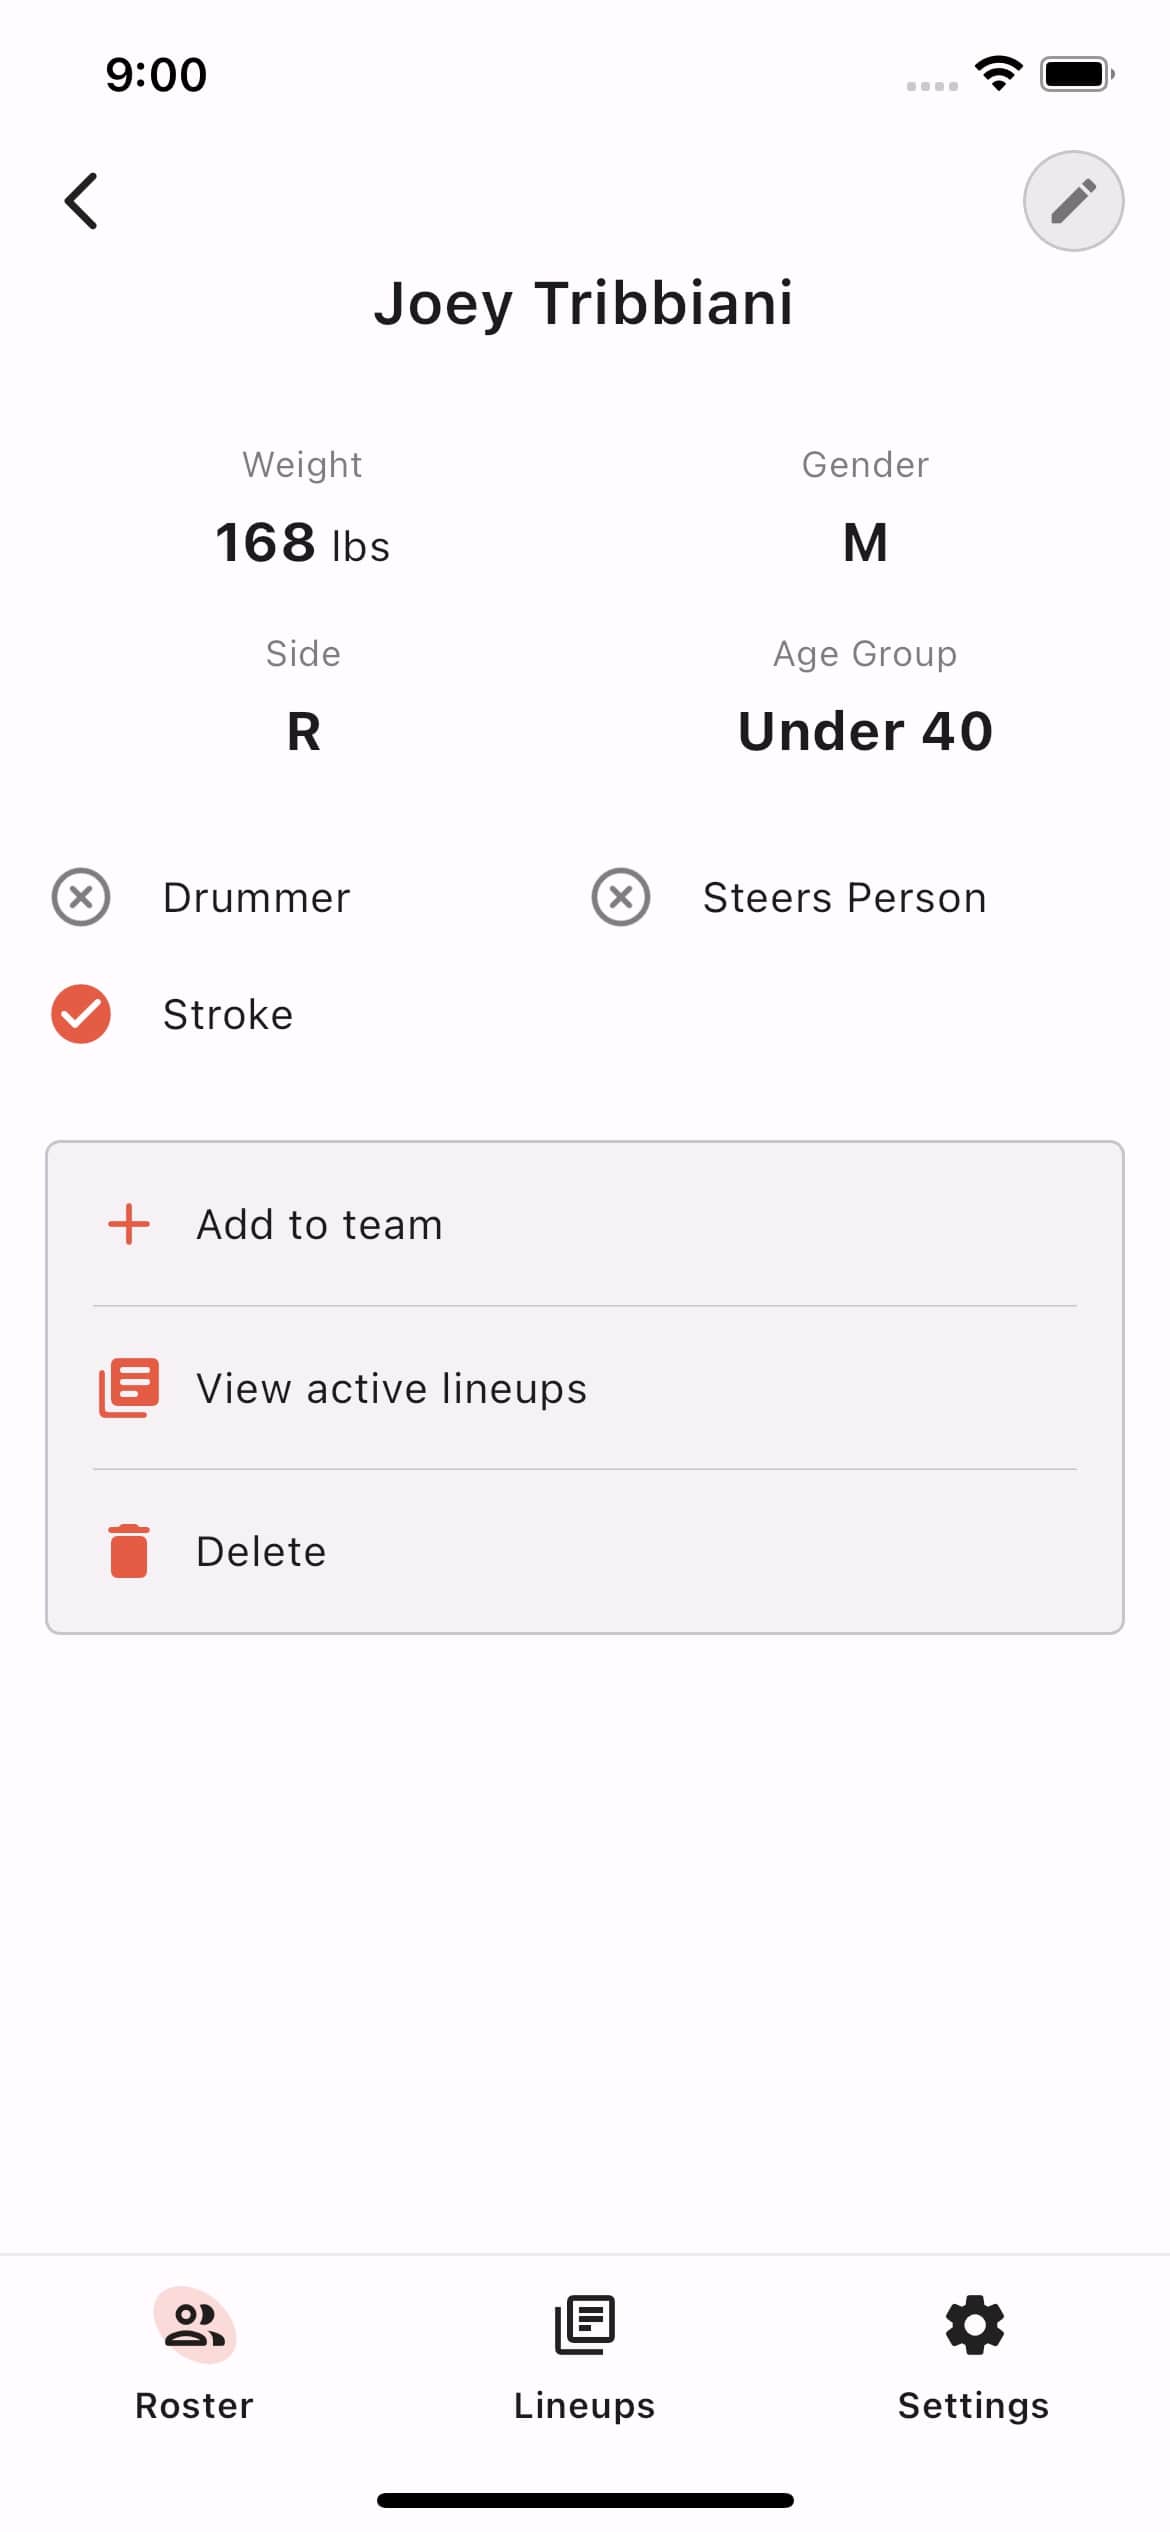 9:00
Joey Tribbiani
Weight
Gender
168 lbs
M
Side
Age Group
R
Under 40
Drummer
Steers Person
Stroke
Add to team
View active lineups
Delete
Roster
Lineups
Settings